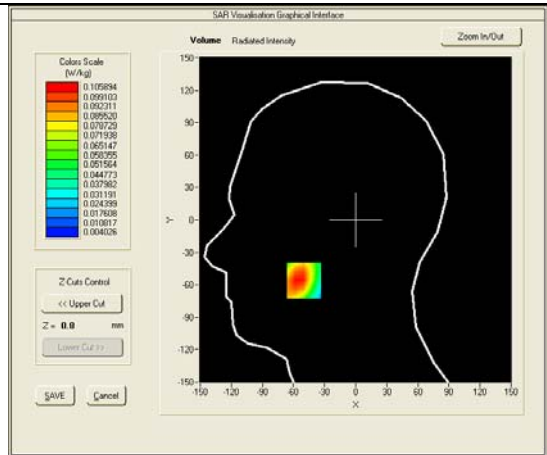 SAR Visualisation Graphical Interface
Volume Radiated Intensity
Zoom In/Out
Colors Scale
(W/kg)
0.105894
0.099103
0.092311
0.085520
0.078729
0.071938
0.065147
0.058355
0.051564
0.044773
0.037982
0.031191
0.024399
0.017608
0.010817
0.004026
Z Cuts Control
<< Upper Cut
Z = 0.0 mm
Lower Cut >>
SAVE Cancel
150
120
90
60
30
0
-30
-60
-90
-120
-150
Y
-150 -120 -90 -60 -30 0 30 60 90 120 150
X